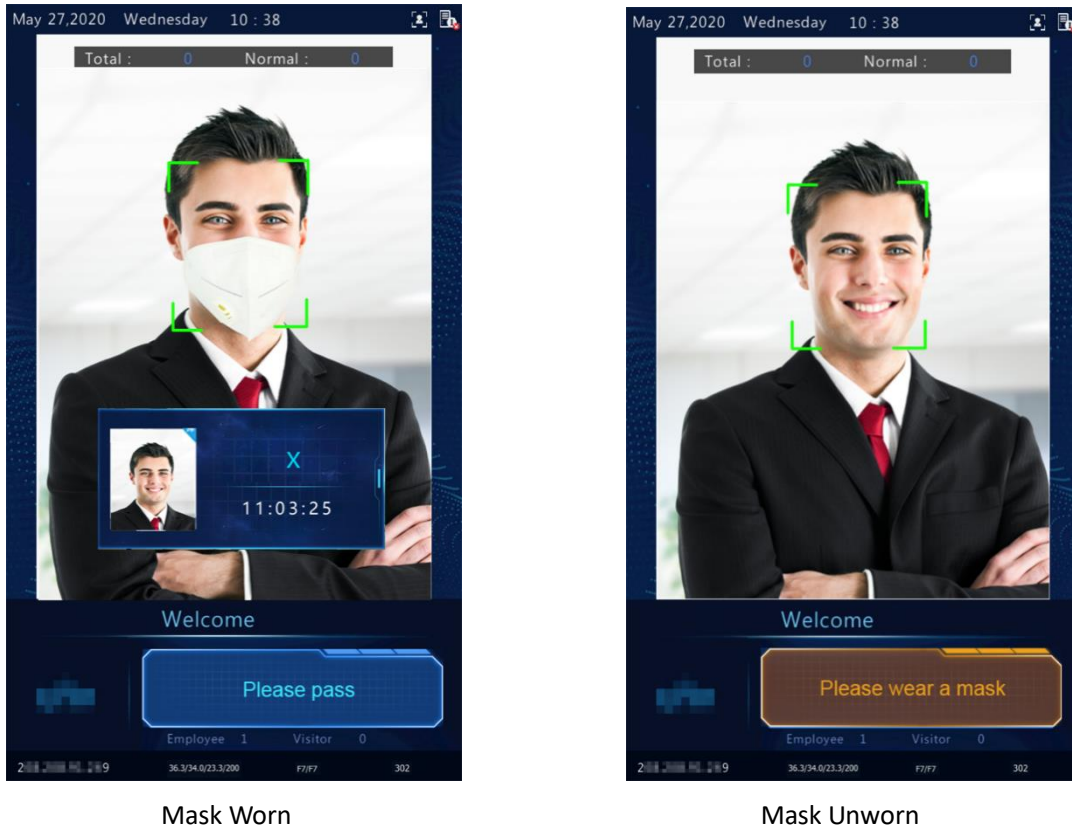 May 27,2020 Wednesday 10 : 38
Total : 0 Normal : 0
X
11:03:25
Welcome
Please pass
Employee 1 Visitor 0
36.3/34.0/23.3/200 F7/F7 302
Mask Worn
May 27,2020 Wednesday 10 : 38
Total : 0 Normal : 0
Welcome
Please wear a mask
Employee 1 Visitor 0
36.3/34.0/23.3/200 F7/F7 302
Mask Unworn